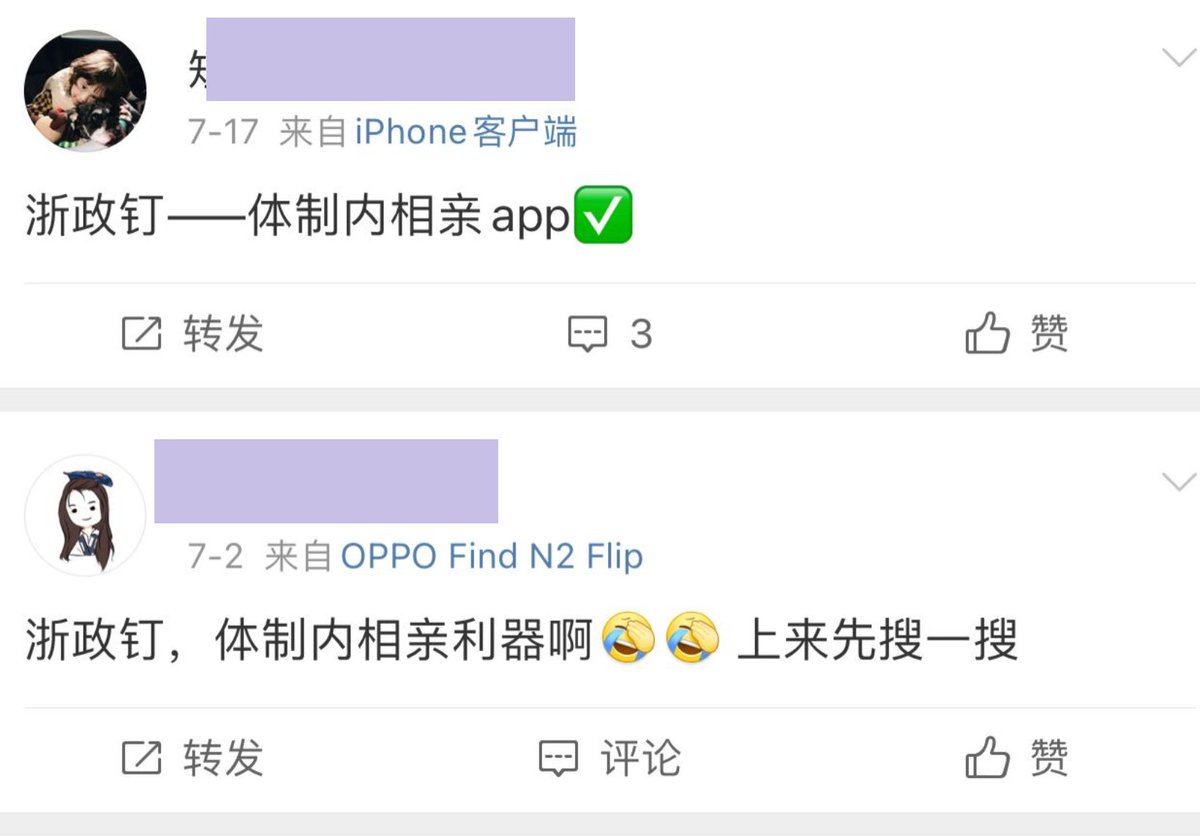 7-17 来自iPhone客户端
浙政钉——体制内相亲app✅
转发 3 赞
7-2 来自OPPO Find N2 Flip
浙政钉，体制内相亲利器啊🤣🤣 上来先搜一搜
转发 评论 赞